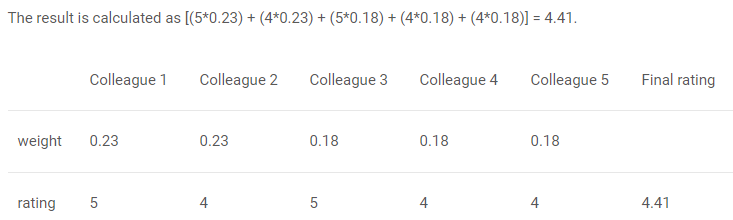 The result is calculated as [(5*0.23) + (4*0.23) + (5*0.18) + (4*0.18) + (4*0.18)] = 4.41.
Colleague 1 Colleague 2 Colleague 3 Colleague 4 Colleague 5 Final rating
weight 0.23 0.23 0.18 0.18 0.18
rating 5 4 5 4 4 4.41